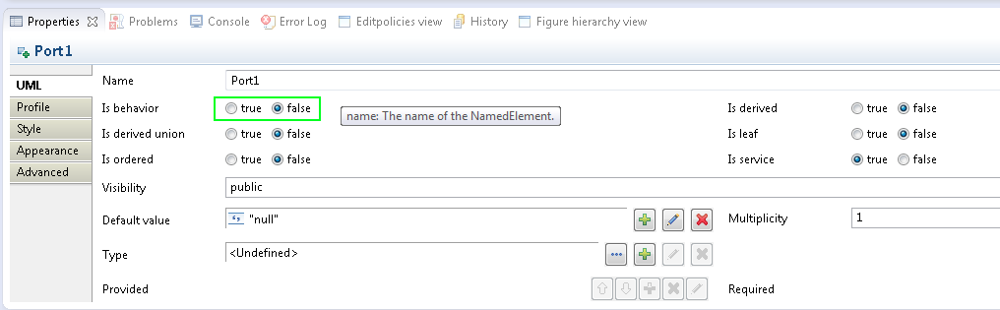 Properties Problems Console Error Log Editpolicies view History Figure hierarchy view
Port1
UML
Profile
Style
Appearance
Advanced
Name Port1
Is behavior true false Is derived true false
name: The name of the NamedElement.
Is derived union true false Is leaf true false
Is ordered true false Is service true false
Visibility public
Default value "null" Multiplicity 1
Type <Undefined>
Provided Required